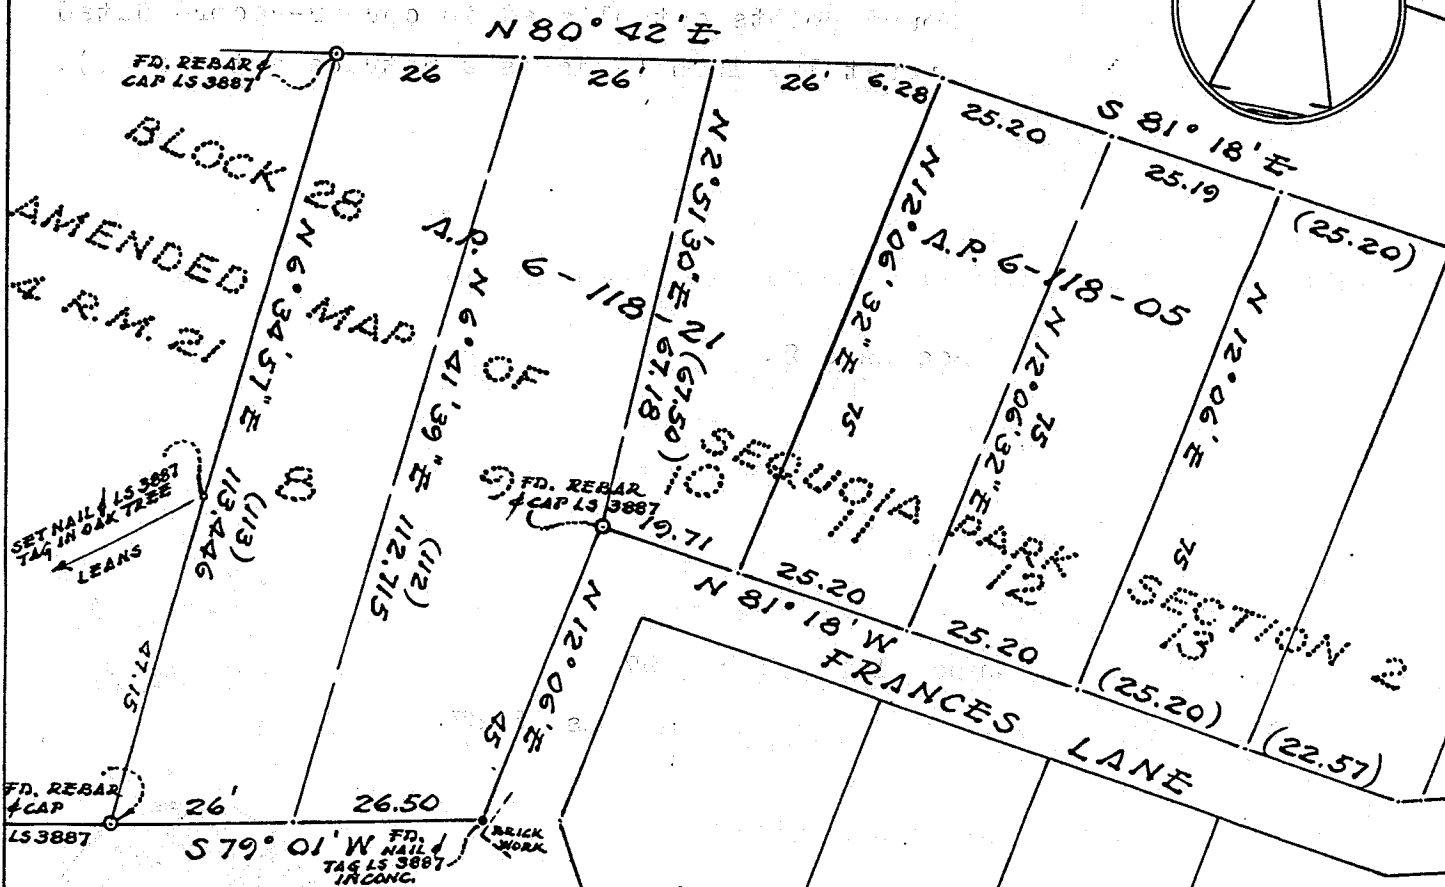 N 80° 42' E
FD. REBAR &
CAP LS 3887
26
26'
26'
6.28
25.20
S 81° 18' E
25.19
(25.20)
BLOCK 28
AMENDED MAP OF
4 R.M. 21
SEQUOIA PARK
SECTION 2
A.P. 6-118-21
A.P. 6-118-05
N 6° 34' 57" E
(113)
113.446
47.15
N 6° 41' 39" E
(112)
112.715
N 2° 51' 30" E
(67.50)
67.18
N 12° 06' 32" E 75
N 12° 06' 32" E
75
N 12° 06' E 75
8
9
10
11
12
13
SET NAIL & LS 3887
TAG IN OAK TREE
LEANS
FD. REBAR
& CAP LS 3887
19.71
25.20
N 81° 18' W
25.20
(25.20)
(22.57)
FRANCES LANE
N 12° 06' E
45
FD. REBAR
& CAP
LS 3887
26'
26.50
S 79° 01' W
FD.
NAIL &
TAG LS 3887
IN CONC.
BRICK
WORK